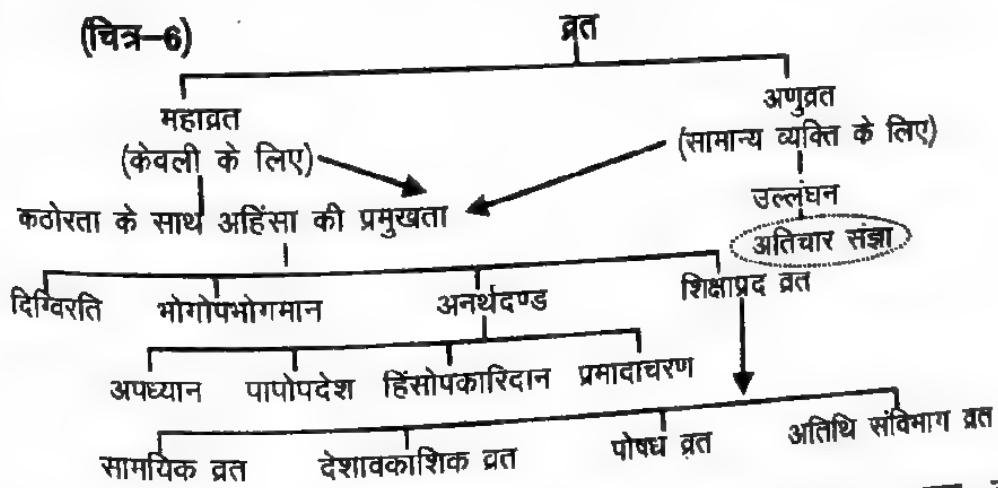 (चित्र-6)
व्रत
महाव्रत
(केवली के लिए)
अणुव्रत
(सामान्य व्यक्ति के लिए)
कठोरता के साथ अहिंसा की प्रमुखता
उल्लंघन
अतिचार संज्ञा
दिग्विरति भोगोपभोगमान अनर्थदण्ड शिक्षाप्रद व्रत
अपध्यान पापोपदेश हिंसोपकारिदान प्रमादाचरण
सामयिक व्रत देशावकाशिक व्रत पोषध व्रत अतिथि संविभाग व्रत